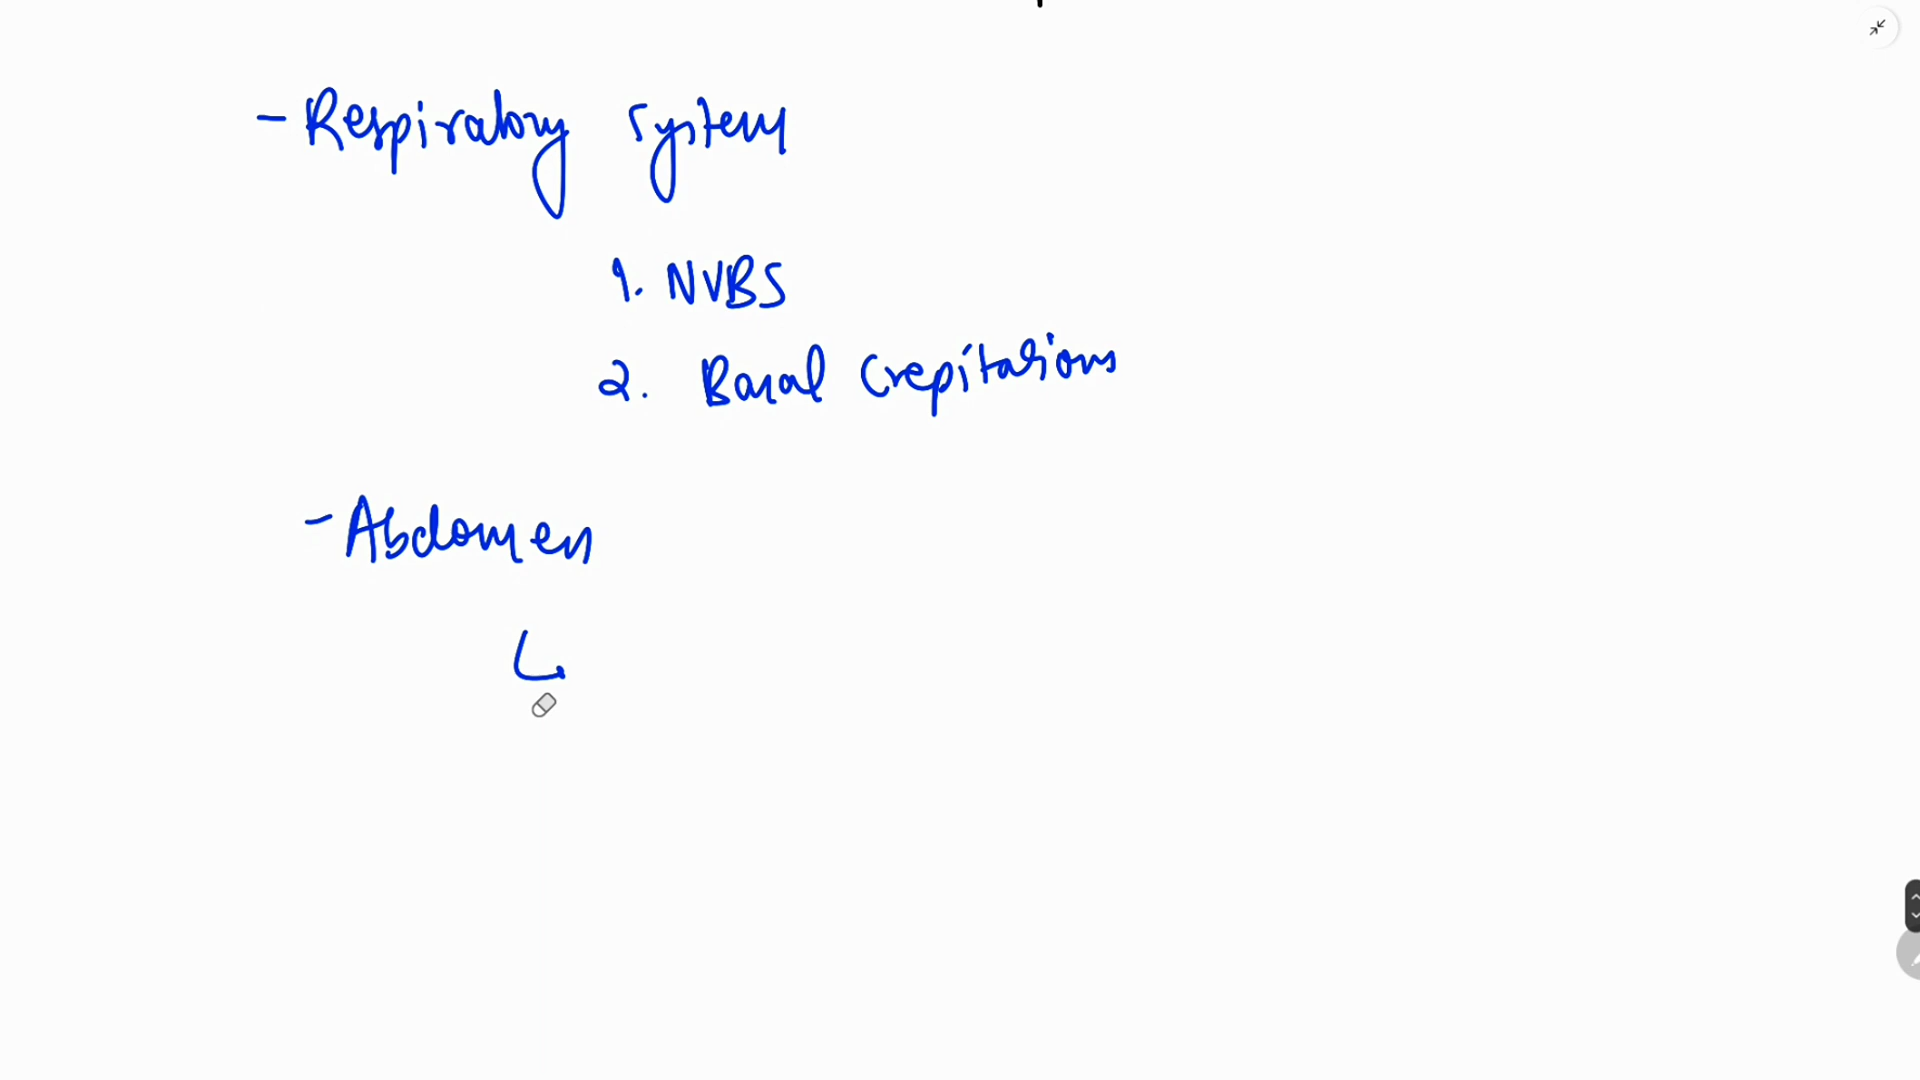 - Respiratory System
1. NVBS
2. Basal Crepitations
- Abdomen